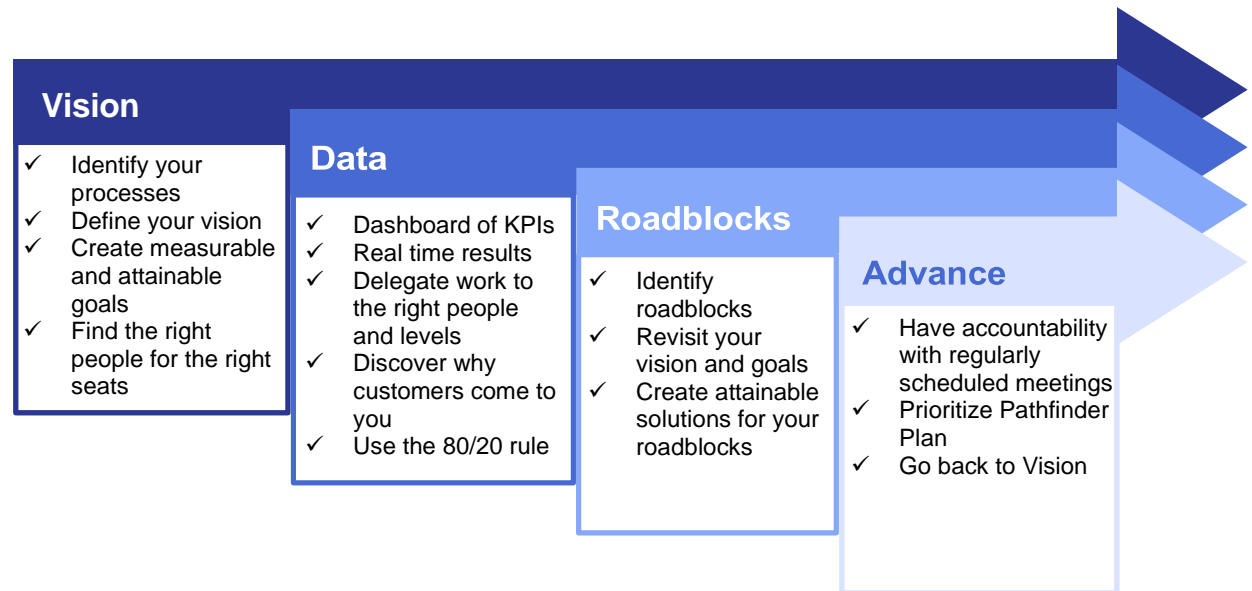 Vision
✓ Identify your
processes
✓ Define your vision
✓ Create measurable
and attainable
goals
✓ Find the right
people for the right
seats
Data
✓ Dashboard of KPIs
✓ Real time results
✓ Delegate work to
the right people
and levels
✓ Discover why
customers come to
you
✓ Use the 80/20 rule
Roadblocks
✓ Identify
roadblocks
✓ Revisit your
vision and goals
✓ Create attainable
solutions for your
roadblocks
Advance
✓ Have accountability
with regularly
scheduled meetings
✓ Prioritize Pathfinder
Plan
✓ Go back to Vision